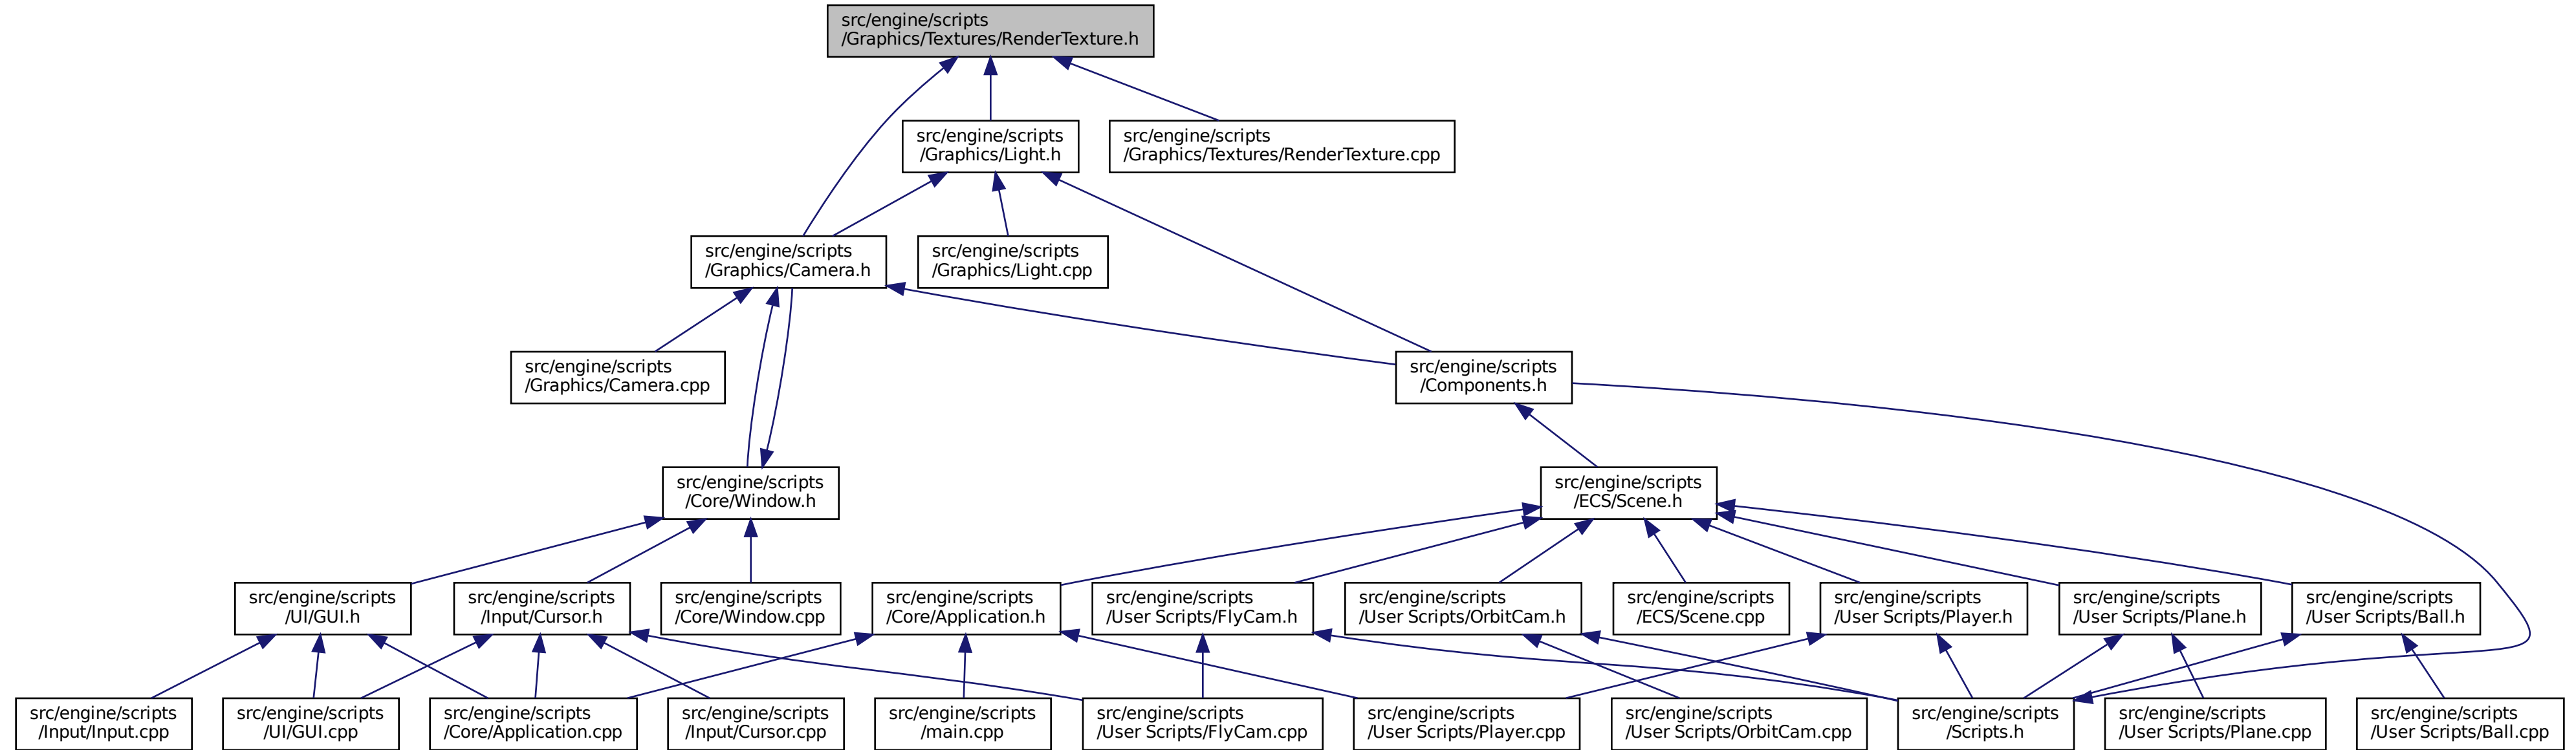 src/engine/scripts
/Graphics/Textures/RenderTexture.h
src/engine/scripts
/Graphics/Light.h
src/engine/scripts
/Graphics/Textures/RenderTexture.cpp
src/engine/scripts
/Graphics/Camera.h
src/engine/scripts
/Graphics/Light.cpp
src/engine/scripts
/Graphics/Camera.cpp
src/engine/scripts
/Components.h
src/engine/scripts
/Core/Window.h
src/engine/scripts
/ECS/Scene.h
src/engine/scripts
/UI/GUI.h
src/engine/scripts
/Input/Cursor.h
src/engine/scripts
/Core/Window.cpp
src/engine/scripts
/Core/Application.h
src/engine/scripts
/User Scripts/FlyCam.h
src/engine/scripts
/User Scripts/OrbitCam.h
src/engine/scripts
/ECS/Scene.cpp
src/engine/scripts
/User Scripts/Player.h
src/engine/scripts
/User Scripts/Plane.h
src/engine/scripts
/User Scripts/Ball.h
src/engine/scripts
/Input/Input.cpp
src/engine/scripts
/UI/GUI.cpp
src/engine/scripts
/Core/Application.cpp
src/engine/scripts
/Input/Cursor.cpp
src/engine/scripts
/main.cpp
src/engine/scripts
/User Scripts/FlyCam.cpp
src/engine/scripts
/User Scripts/Player.cpp
src/engine/scripts
/User Scripts/OrbitCam.cpp
src/engine/scripts
/Scripts.h
src/engine/scripts
/User Scripts/Plane.cpp
src/engine/scripts
/User Scripts/Ball.cpp